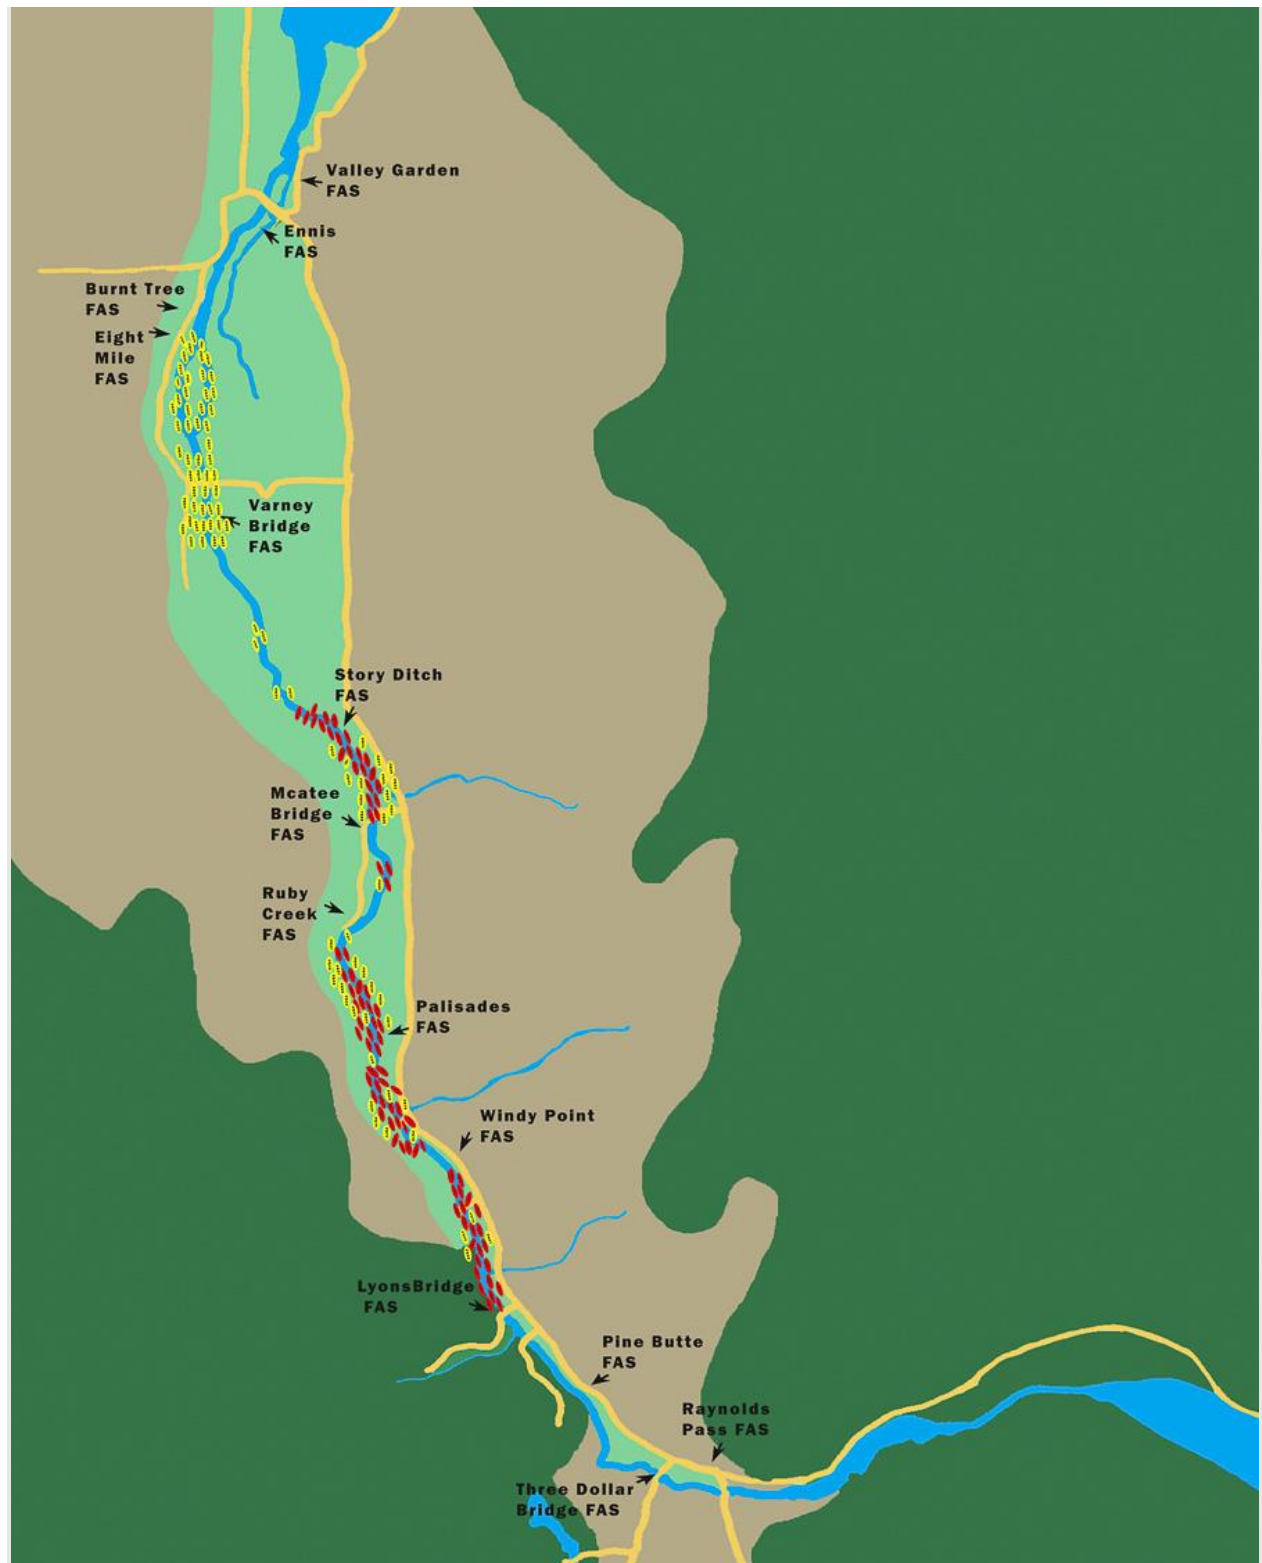 Valley Garden
FAS
Ennis
FAS
Burnt Tree
FAS
Eight
Mile
FAS
Varney
Bridge
FAS
Story Ditch
FAS
Mcatee
Bridge
FAS
Ruby
Creek
FAS
Palisades
FAS
Windy Point
FAS
LyonsBridge
FAS
Pine Butte
FAS
Raynolds
Pass FAS
Three Dollar
Bridge FAS